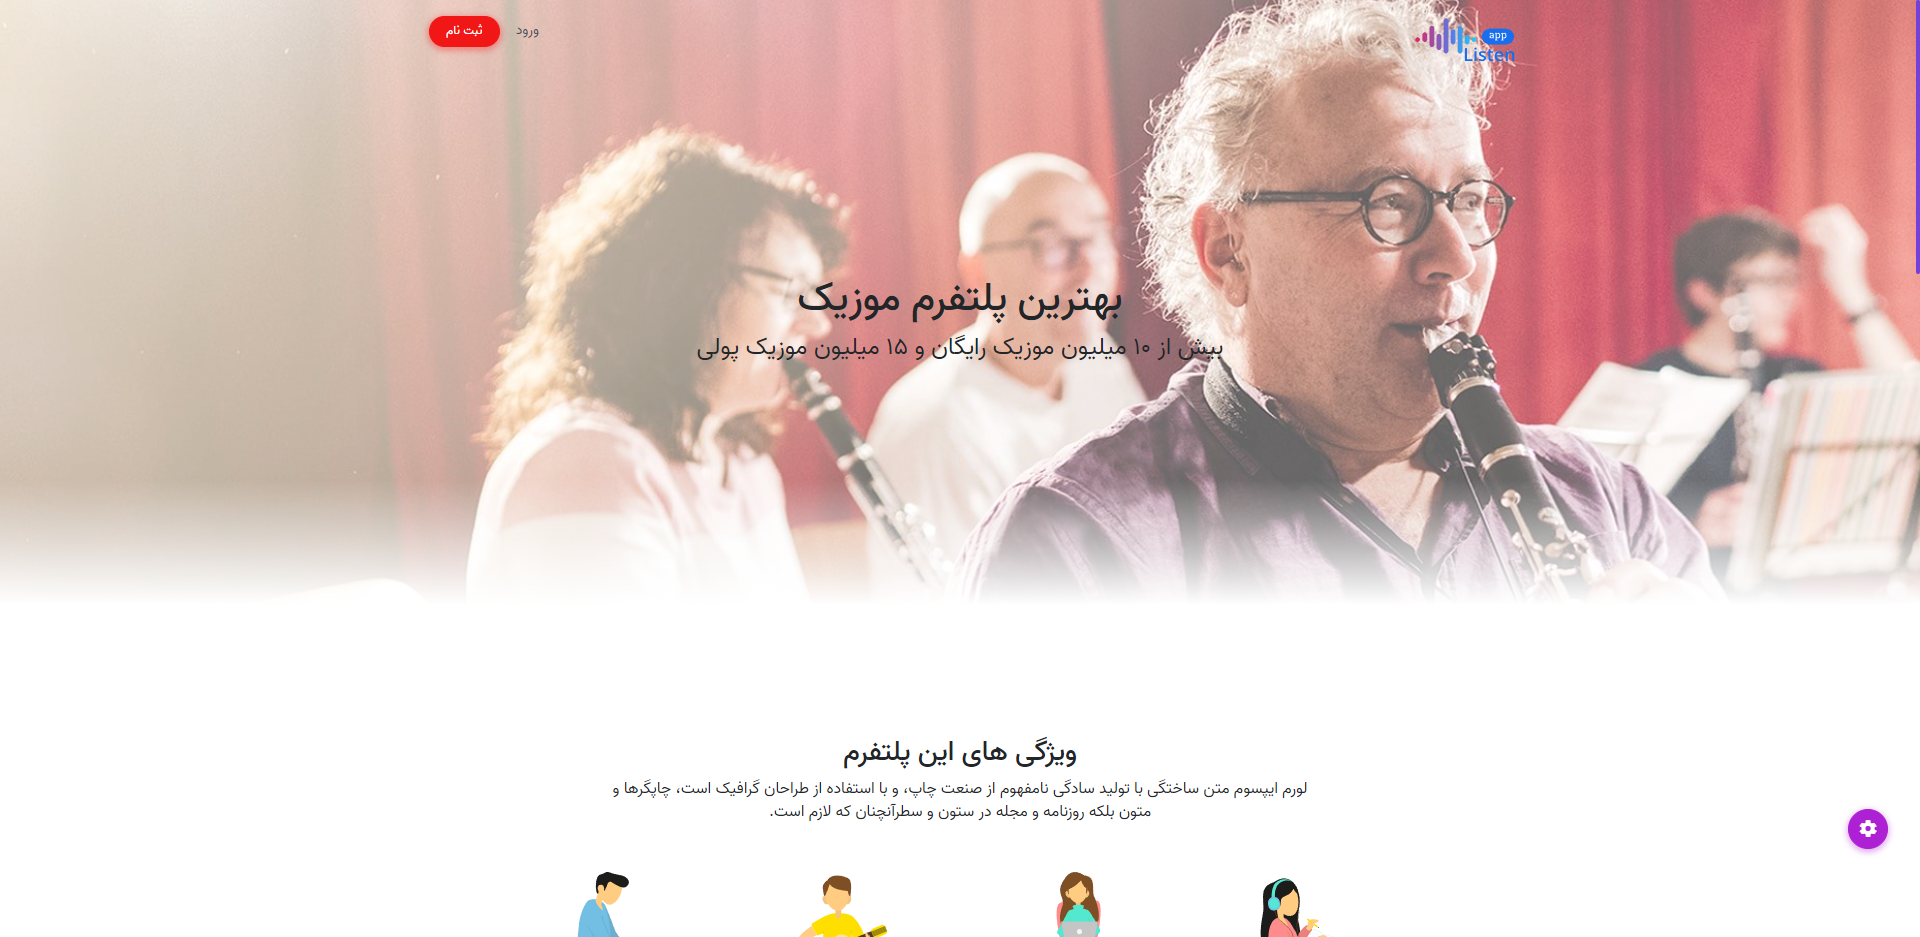 app
Listen
ورود
ثبت نام
بهترین پلتفرم موزیک
بیش از ۱۰ میلیون موزیک رایگان و ۱۵ میلیون موزیک پولی
ویژگی های این پلتفرم
لورم ایپسوم متن ساختگی با تولید سادگی نامفهوم از صنعت چاپ، و با استفاده از طراحان گرافیک است، چاپگرها و
متون بلکه روزنامه و مجله در ستون و سطرآنچنان که لازم است.